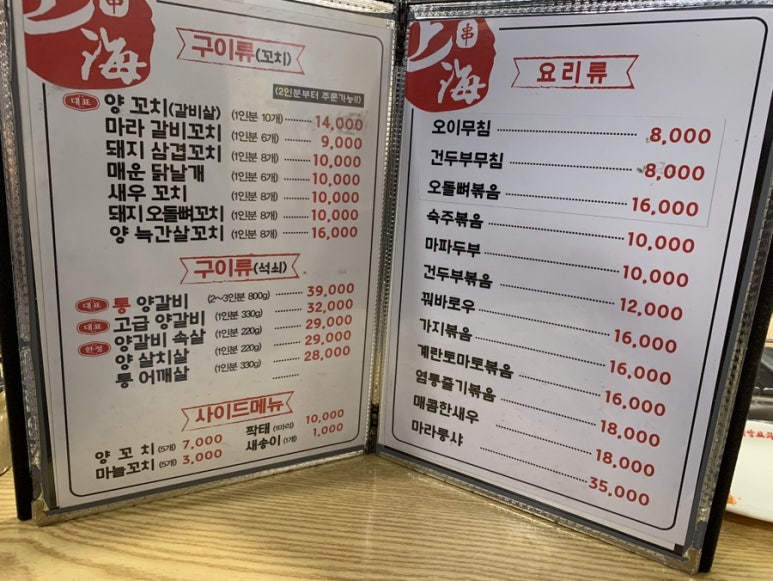 上串海
구이류(꼬치)
(2인분부터 주문가능!!)
대표 양 꼬치(갈비살) (1인분 10개) 14,000
마라 갈비꼬치 (1인분 6개) 9,000
돼지 삼겹꼬치 (1인분 8개) 10,000
매운 닭날개 (1인분 6개) 10,000
새우 꼬치 (1인분 8개) 10,000
돼지 오돌뼈꼬치 (1인분 8개) 10,000
양 늑간살꼬치 (1인분 8개) 16,000
구이류(석쇠)
대표 통 양갈비 (2~3인분 800g) 39,000
대표 고급 양갈비 (1인분 330g) 32,000
한정 양갈비 속살 (1인분 220g) 29,000
양 살치살 (1인분 220g) 29,000
통 어깨살 (1인분 330g) 28,000
사이드메뉴
양 꼬 치 (5개) 7,000 짝태 (1마리) 10,000
마늘꼬치 (5개) 3,000 새송이 (1개) 1,000
上串海
요리류
오이무침 8,000
건두부무침 8,000
오돌뼈볶음 16,000
숙주볶음 10,000
마파두부 10,000
건두부볶음 12,000
꿔바로우 16,000
가지볶음 16,000
계란토마토볶음 16,000
염통줄기볶음 18,000
매콤한새우 18,000
마라롱샤 35,000